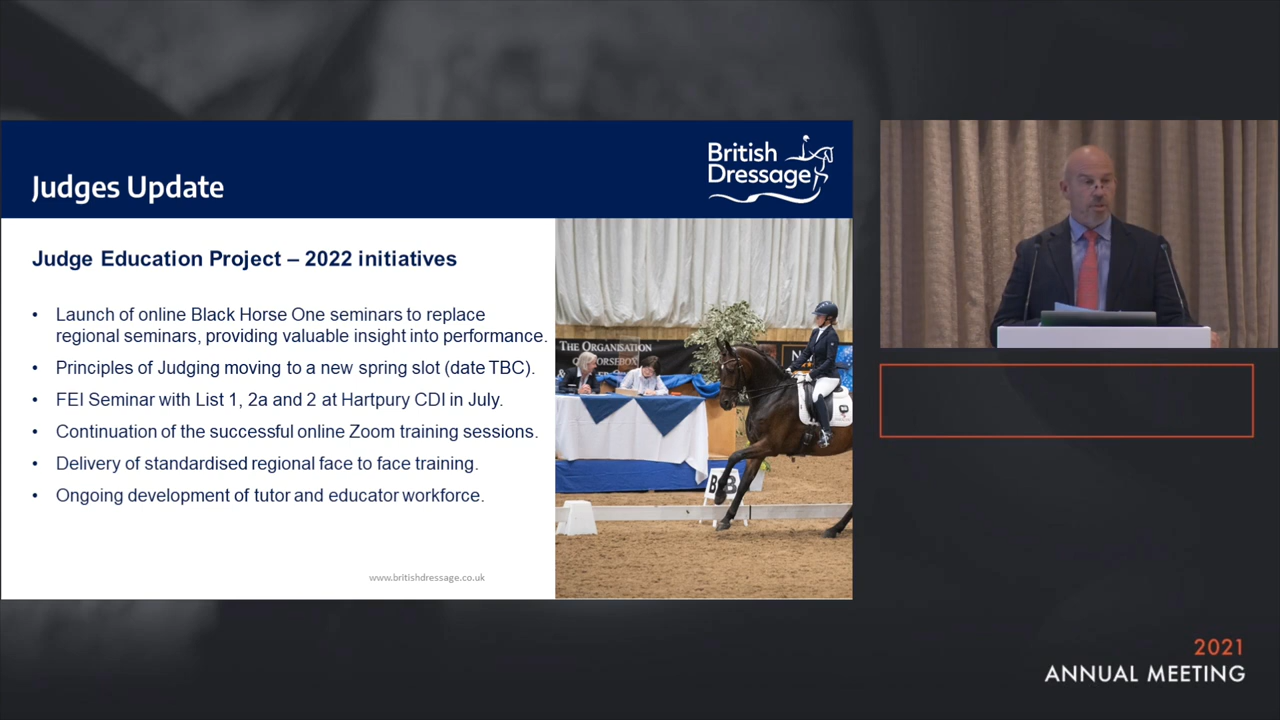 Judges Update
British
Dressage
Judge Education Project – 2022 initiatives
• Launch of online Black Horse One seminars to replace
regional seminars, providing valuable insight into performance.
• Principles of Judging moving to a new spring slot (date TBC).
• FEI Seminar with List 1, 2a and 2 at Hartpury CDI in July.
• Continuation of the successful online Zoom training sessions.
• Delivery of standardised regional face to face training.
• Ongoing development of tutor and educator workforce.
www.britishdressage.co.uk
THE ORGANISATION
B
2021
ANNUAL MEETING